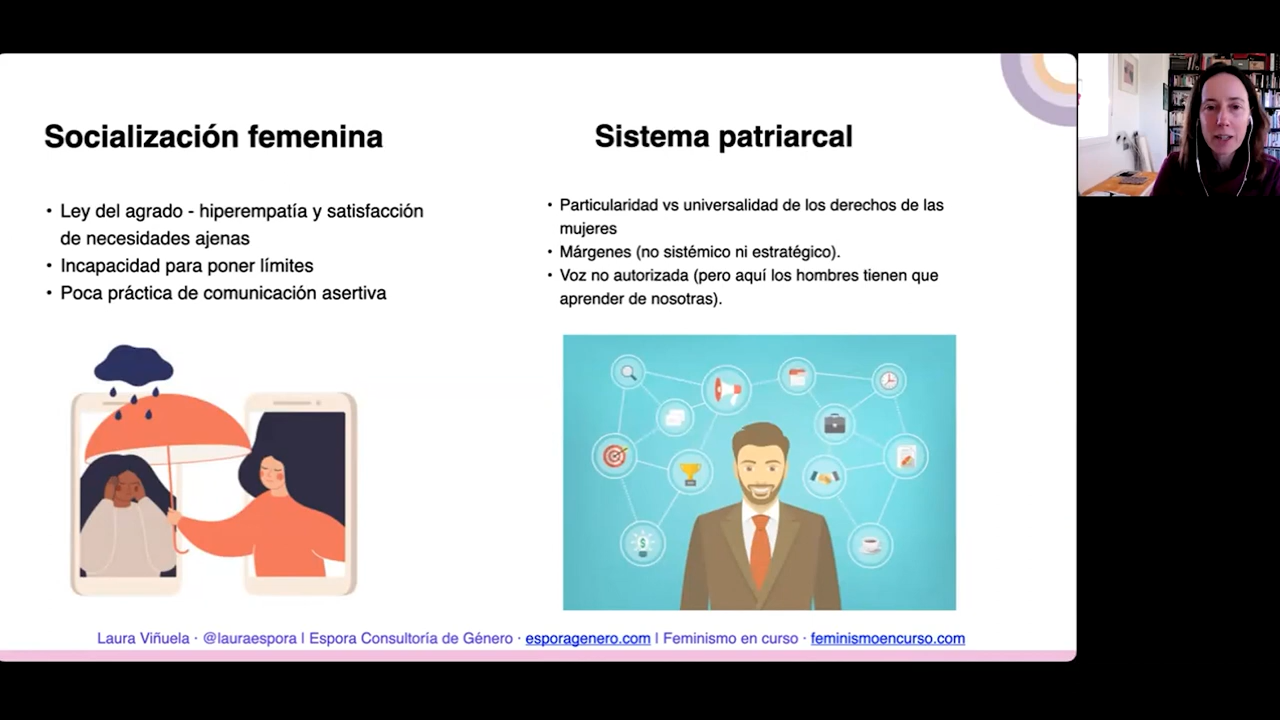 Socialización femenina
• Ley del agrado - hiperempatía y satisfacción
de necesidades ajenas
• Incapacidad para poner límites
• Poca práctica de comunicación asertiva
Sistema patriarcal
• Particularidad vs universalidad de los derechos de las
mujeres
• Márgenes (no sistémico ni estratégico).
• Voz no autorizada (pero aquí los hombres tienen que
aprender de nosotras).
Laura Viñuela · @lauraespora | Espora Consultoría de Género · esporagenero.com | Feminismo en curso · feminismoencurso.com